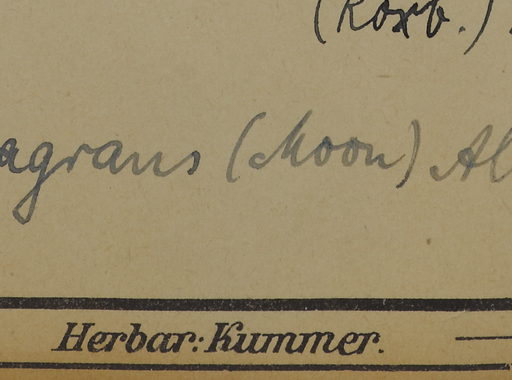 (Roxb.)
agrans (Moon) Al
Herbar: Kummer.